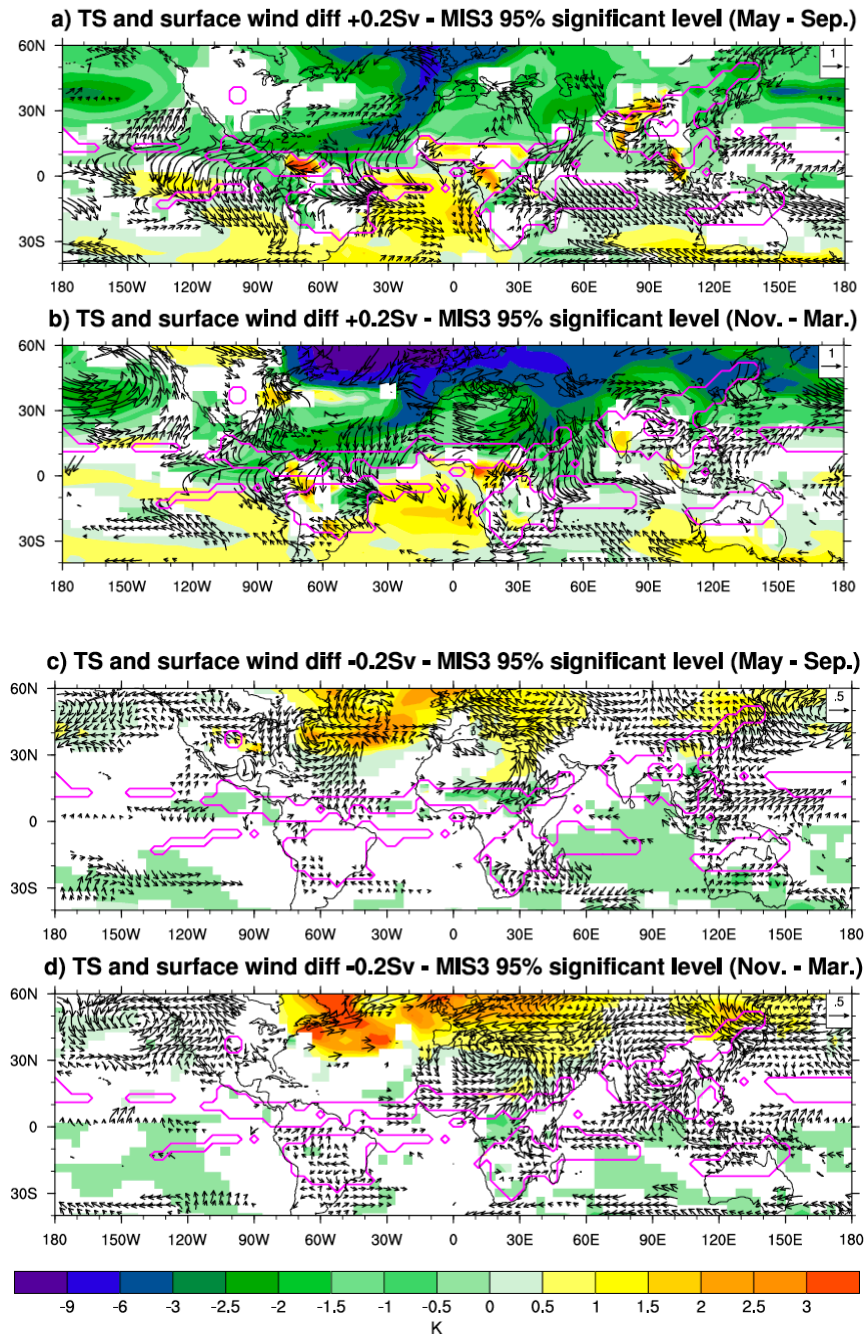 a) TS and surface wind diff +0.2Sv - MIS3 95% significant level (May - Sep.)
60N
1
30N
0
30S
180 150W 120W 90W 60W 30W 0 30E 60E 90E 120E 150E 180
b) TS and surface wind diff +0.2Sv - MIS3 95% significant level (Nov. - Mar.)
60N
1
30N
0
30S
180 150W 120W 90W 60W 30W 0 30E 60E 90E 120E 150E 180
c) TS and surface wind diff -0.2Sv - MIS3 95% significant level (May - Sep.)
60N
.5
30N
0
30S
180 150W 120W 90W 60W 30W 0 30E 60E 90E 120E 150E 180
d) TS and surface wind diff -0.2Sv - MIS3 95% significant level (Nov. - Mar.)
60N
.5
30N
0
30S
180 150W 120W 90W 60W 30W 0 30E 60E 90E 120E 150E 180
-9 -6 -3 -2.5 -2 -1.5 -1 -0.5 0 0.5 1 1.5 2 2.5 3
K